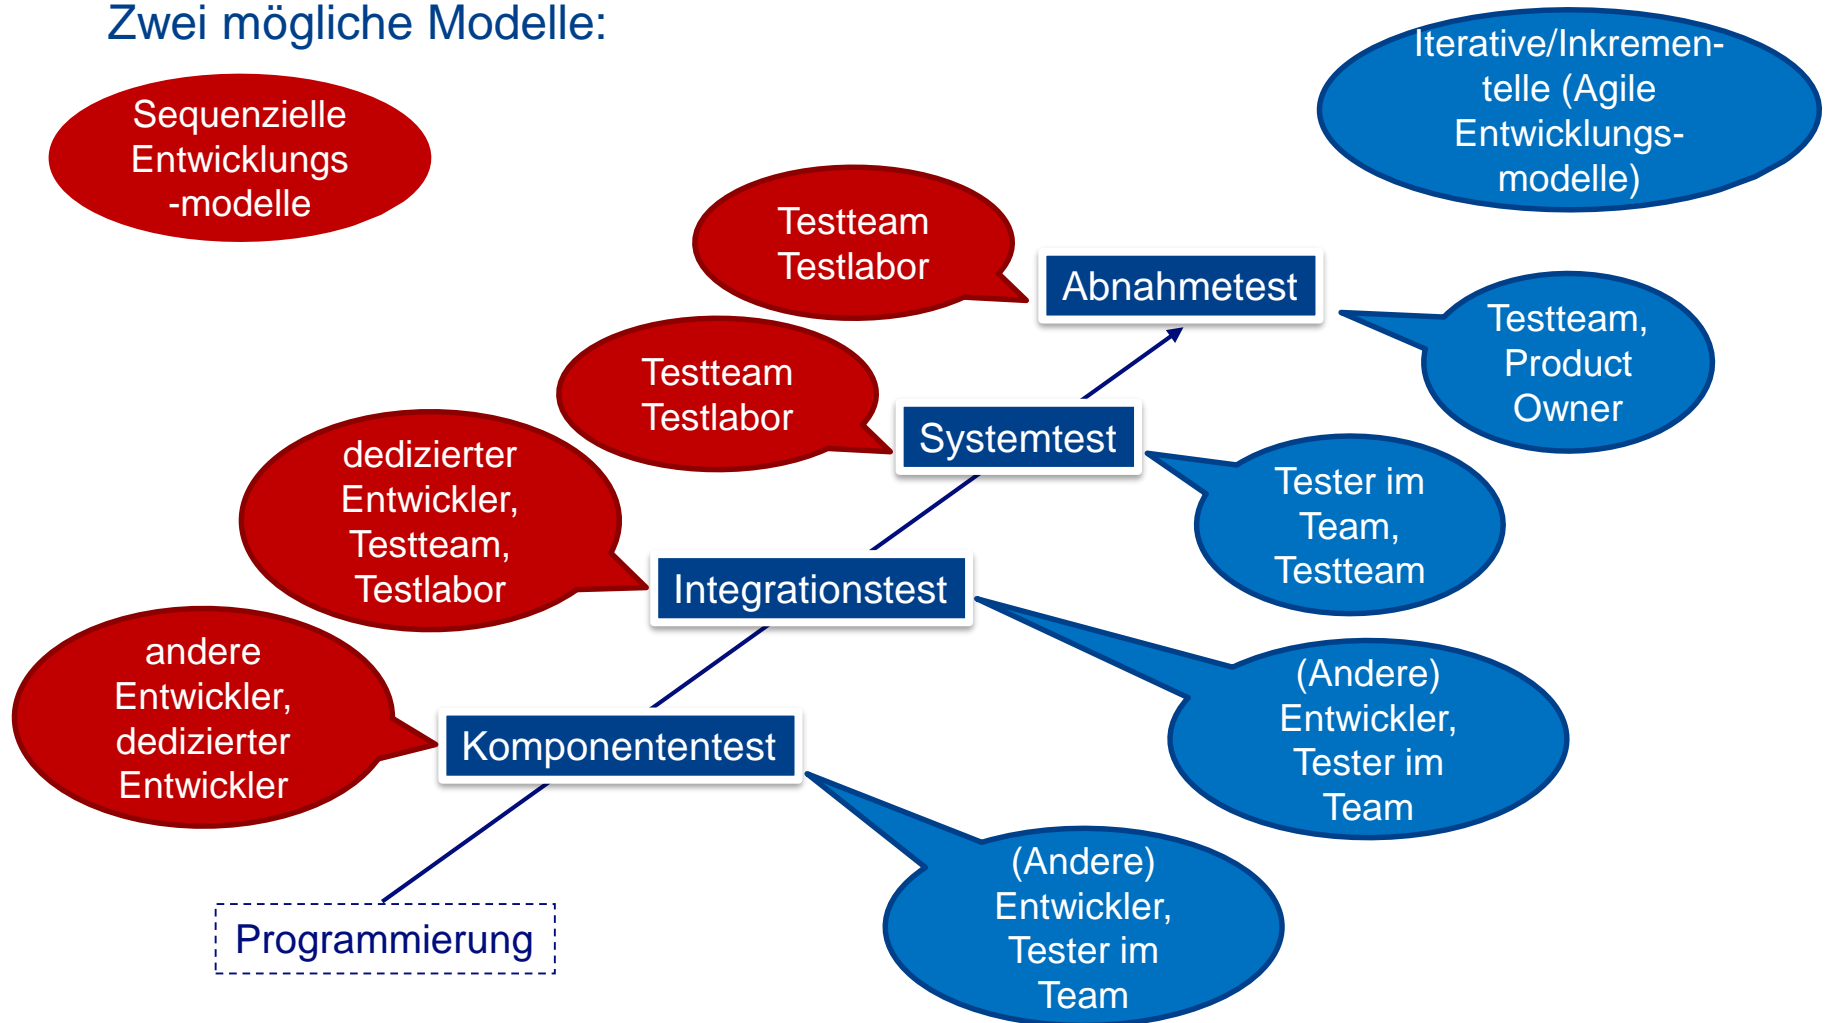 Zwei mögliche Modelle:
Sequenzielle
Entwicklungs
-modelle
Iterative/Inkremen-
telle (Agile
Entwicklungs-
modelle)
Testteam
Testlabor
Abnahmetest
Testteam,
Product
Owner
Testteam
Testlabor
Systemtest
Tester im
Team,
Testteam
dedizierter
Entwickler,
Testteam,
Testlabor
Integrationstest
(Andere)
Entwickler,
Tester im
Team
andere
Entwickler,
dedizierter
Entwickler
Komponententest
(Andere)
Entwickler,
Tester im
Team
Programmierung